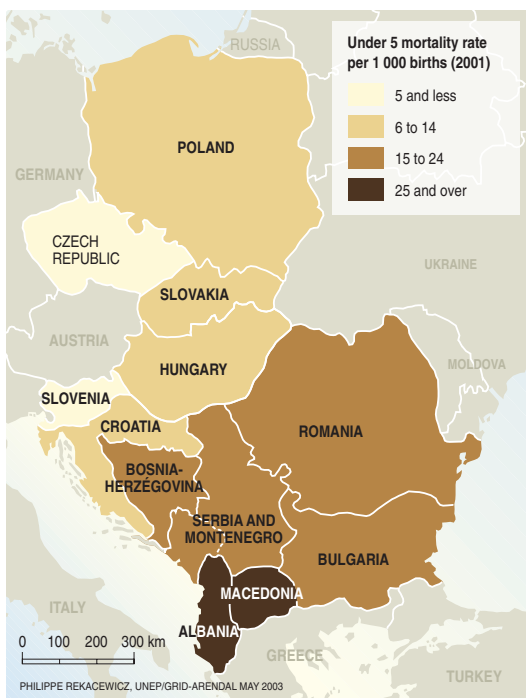 RUSSIA
Under 5 mortality rate
per 1 000 births (2001)
5 and less
6 to 14
15 to 24
25 and over
POLAND
GERMANY
CZECH
REPUBLIC
UKRAINE
SLOVAKIA
AUSTRIA
MOLDOVA
HUNGARY
SLOVENIA
CROATIA
ROMANIA
BOSNIA-
HERZÉGOVINA
SERBIA AND
MONTENEGRO
BULGARIA
MACEDONIA
ITALY
ALBANIA
0 100 200 300 km
GREECE
TURKEY
PHILIPPE REKACEWICZ, UNEP/GRID-ARENDAL MAY 2003